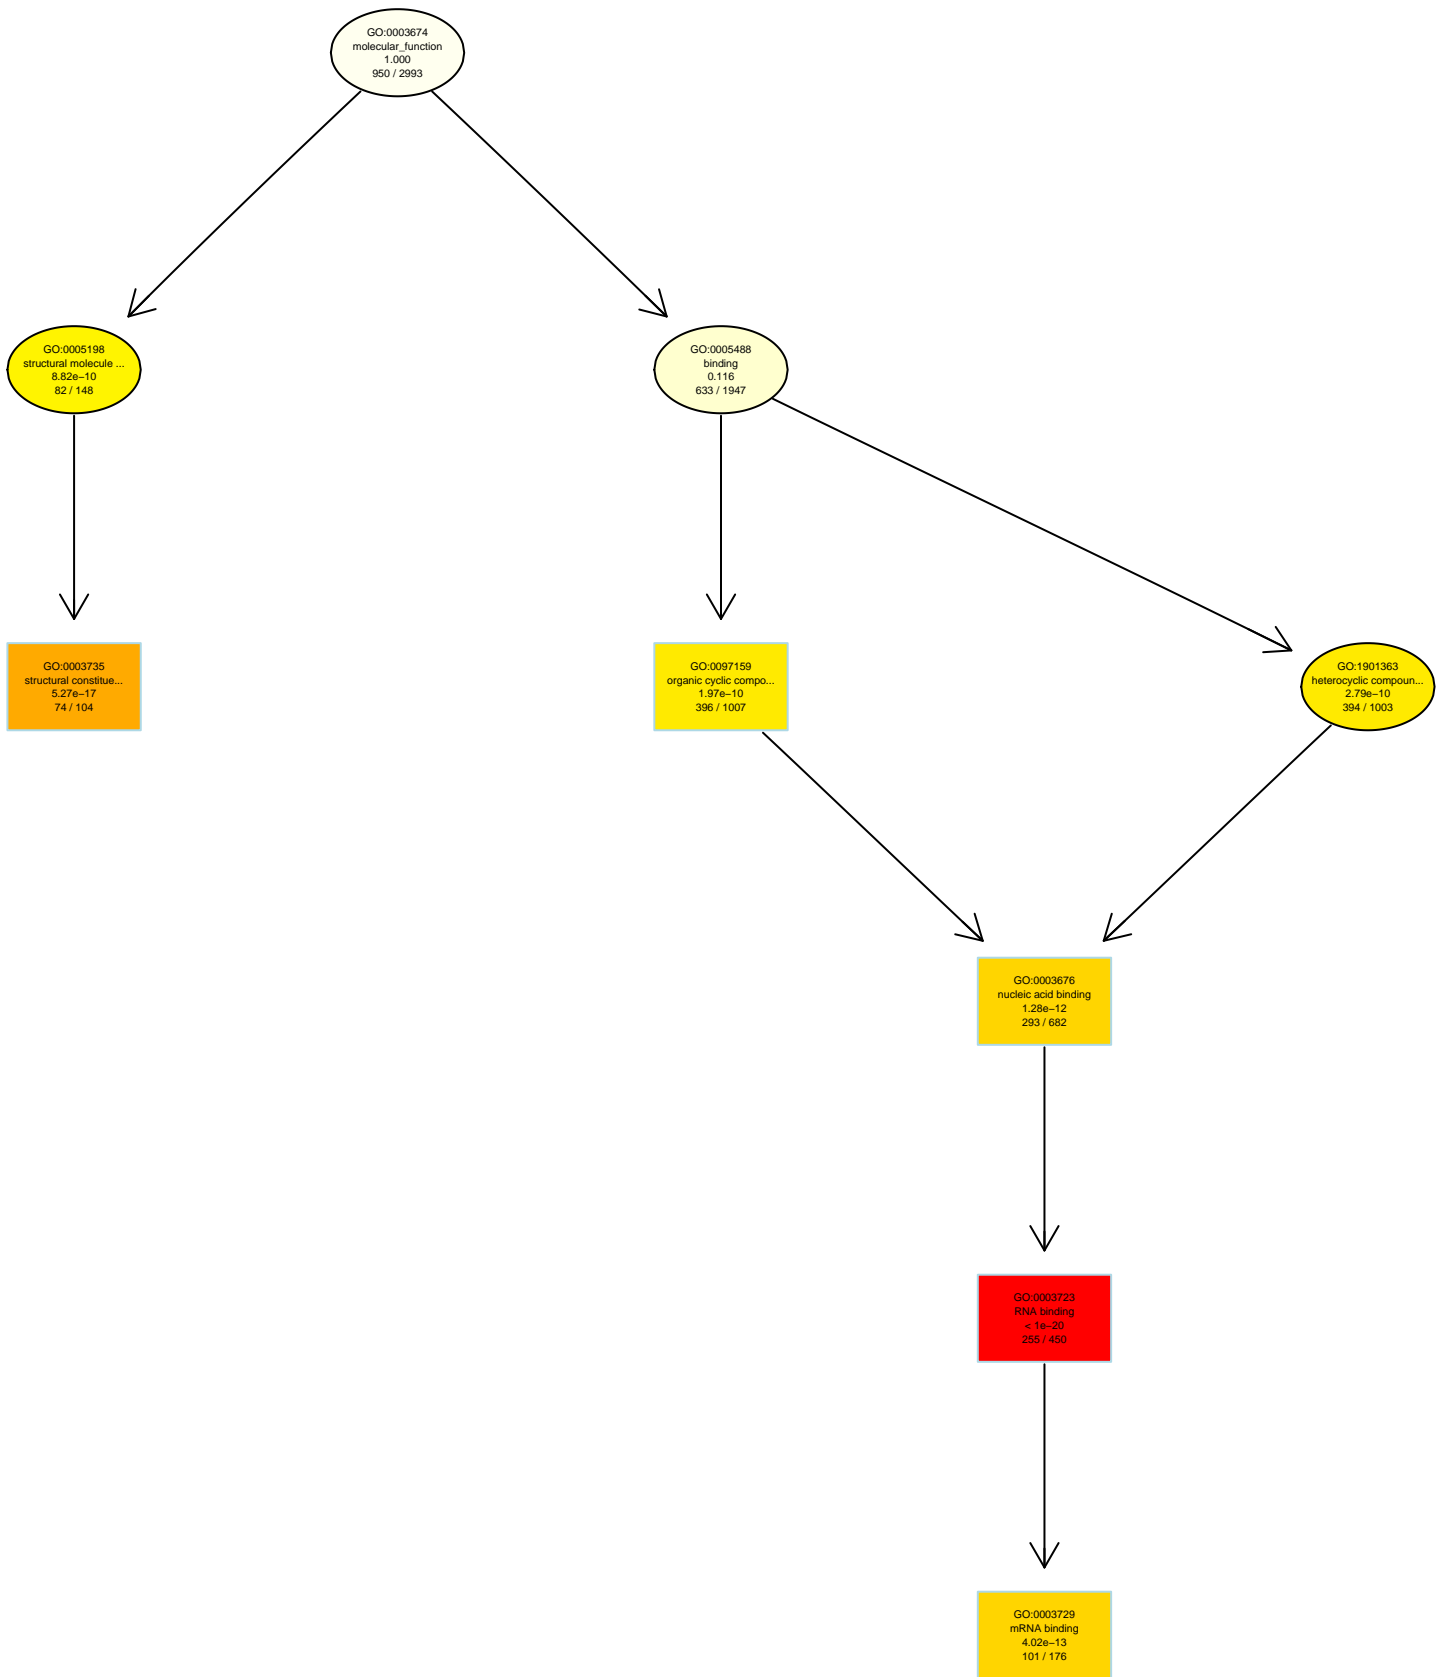 GO:0003674
molecular_function
1.000
950 / 2993
GO:0005198
structural molecule ...
8.82e−10
82 / 148
GO:0005488
binding
0.116
633 / 1947
GO:0003735
structural constitue...
5.27e−17
74 / 104
GO:0097159
organic cyclic compo...
1.97e−10
396 / 1007
GO:1901363
heterocyclic compoun...
2.79e−10
394 / 1003
GO:0003676
nucleic acid binding
1.28e−12
293 / 682
GO:0003723
RNA binding
< 1e−20
255 / 450
GO:0003729
mRNA binding
4.02e−13
101 / 176